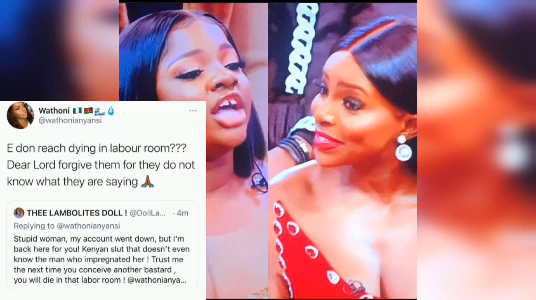 Wathoni 🇳🇬🇰🇪🚢💧
@wathonianyansi
E don reach dying in labour room???
Dear Lord forgive them for they do not
know what they are saying 🙏🏾
THEE LAMBOLITES DOLL ! @DollLa... · 4m
Replying to @wathonianyansi
Stupid woman, my account went down, but I'm
back here for you! Kenyan slut that doesn't even
know the man who impregnated her ! Trust me
the next time you conceive another bastard ,
you will die in that labor room ! @wathonianya...